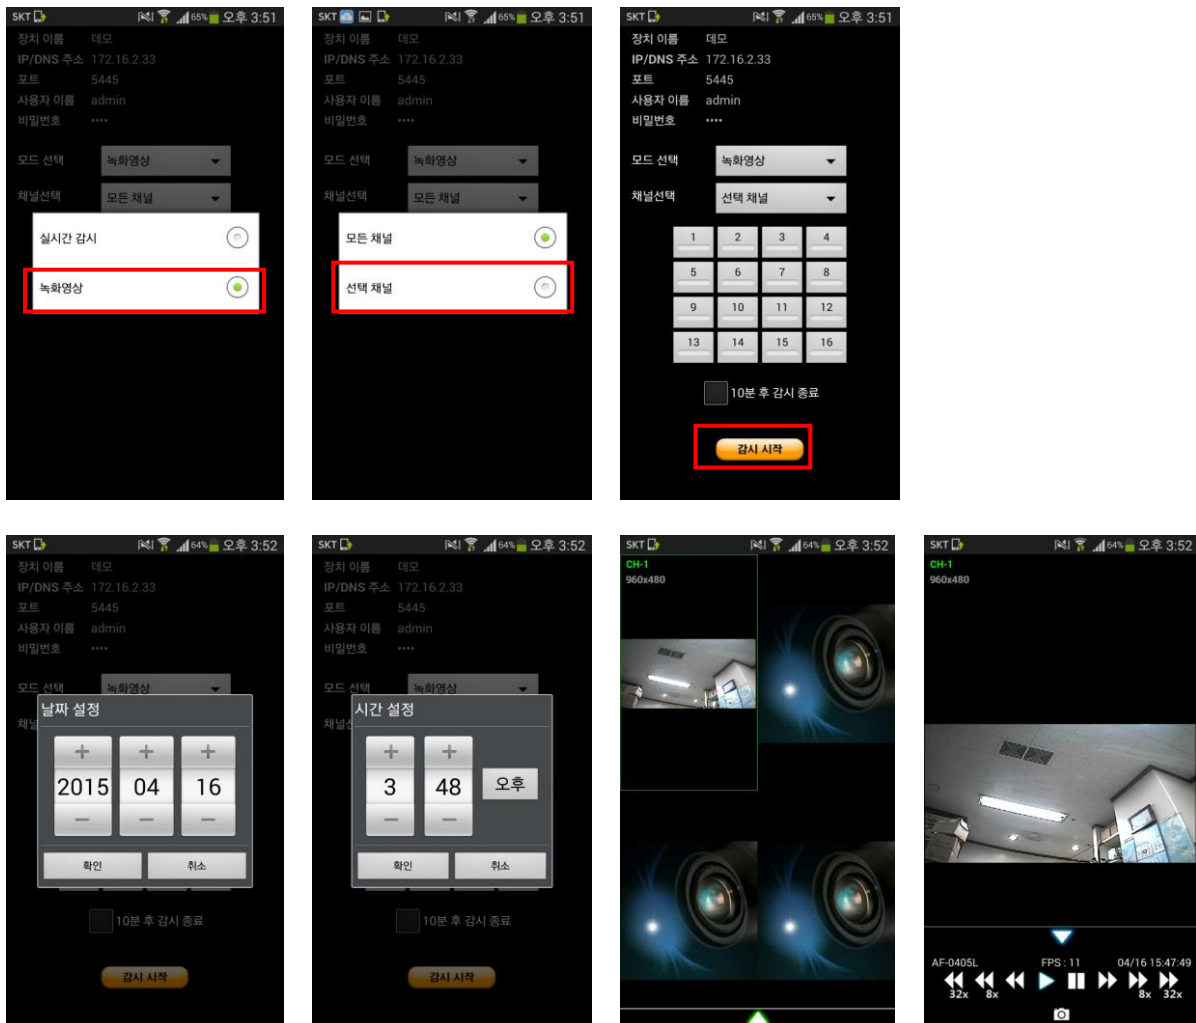 SKT 65% 오후 3:51
장치 이름 데모
IP/DNS 주소 172.16.2.33
포트 5445
사용자 이름 admin
비밀번호 ····
모드 선택 녹화영상
채널선택 모든 채널
실시간 감시
녹화영상
SKT 65% 오후 3:51
장치 이름 데모
IP/DNS 주소 172.16.2.33
포트 5445
사용자 이름 admin
비밀번호 ····
모드 선택 녹화영상
채널선택 모든 채널
모든 채널
선택 채널
SKT 65% 오후 3:51
장치 이름 데모
IP/DNS 주소 172.16.2.33
포트 5445
사용자 이름 admin
비밀번호 ····
모드 선택 녹화영상
채널선택 선택 채널
1 2 3 4
5 6 7 8
9 10 11 12
13 14 15 16
10분 후 감시 종료
감시 시작
SKT 64% 오후 3:52
장치 이름 데모
IP/DNS 주소 172.16.2.33
포트 5445
사용자 이름 admin
비밀번호 ····
모드 선택 녹화영상
채널
날짜 설정
+ + +
2015 04 16
− − −
확인 취소
10분 후 감시 종료
감시 시작
SKT 64% 오후 3:52
장치 이름 데모
IP/DNS 주소 172.16.2.33
포트 5445
사용자 이름 admin
비밀번호 ····
모드 선택 녹화영상
채널
시간 설정
+ +
3 48 오후
− −
확인 취소
10분 후 감시 종료
감시 시작
SKT 64% 오후 3:52
CH-1
960x480
SKT 64% 오후 3:52
CH-1
960x480
AF-0405L FPS : 11 04/16 15:47:49
32x 8x 8x 32x